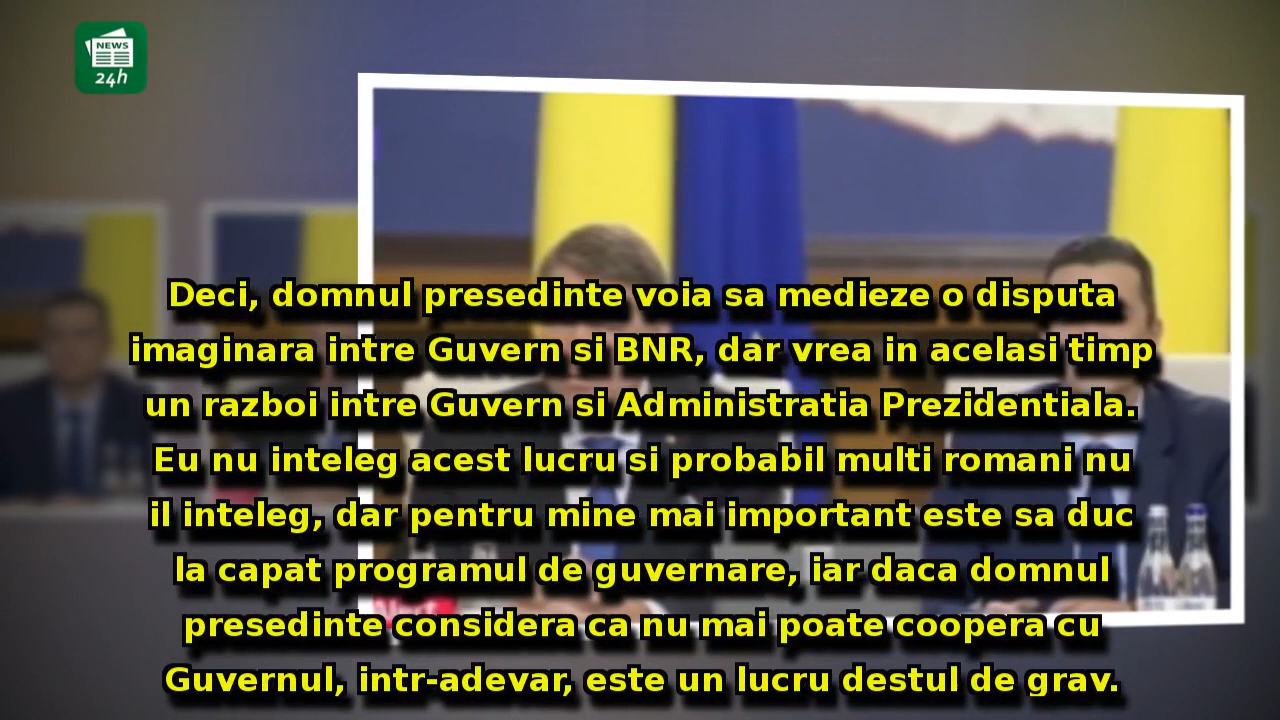 NEWS
24h
Deci, domnul presedinte voia sa medieze o disputa
imaginara intre Guvern si BNR, dar vrea in acelasi timp
un razboi intre Guvern si Administratia Prezidentiala.
Eu nu inteleg acest lucru si probabil multi romani nu
il inteleg, dar pentru mine mai important este sa duc
la capat programul de guvernare, iar daca domnul
presedinte considera ca nu mai poate coopera cu
Guvernul, intr-adevar, este un lucru destul de grav.